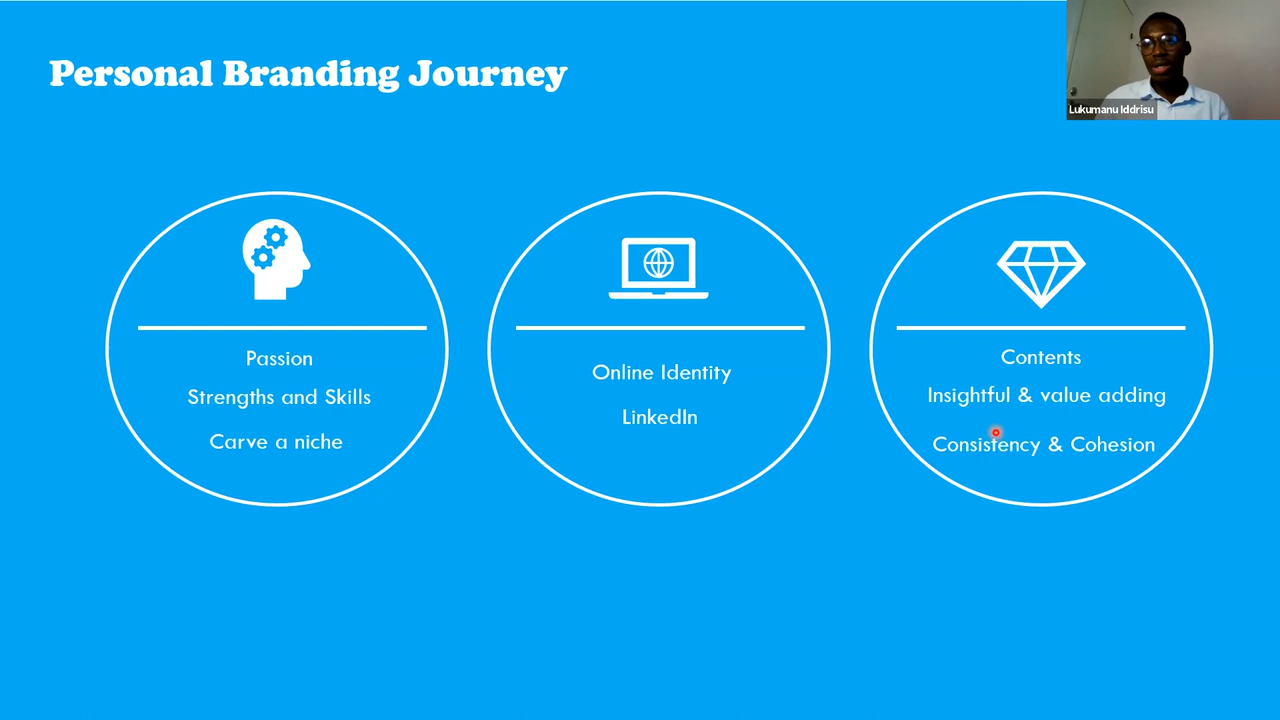 Personal Branding Journey
Lukumanu Iddrisu
Passion
Strengths and Skills
Carve a niche
Online Identity
LinkedIn
Contents
Insightful & value adding
Consistency & Cohesion